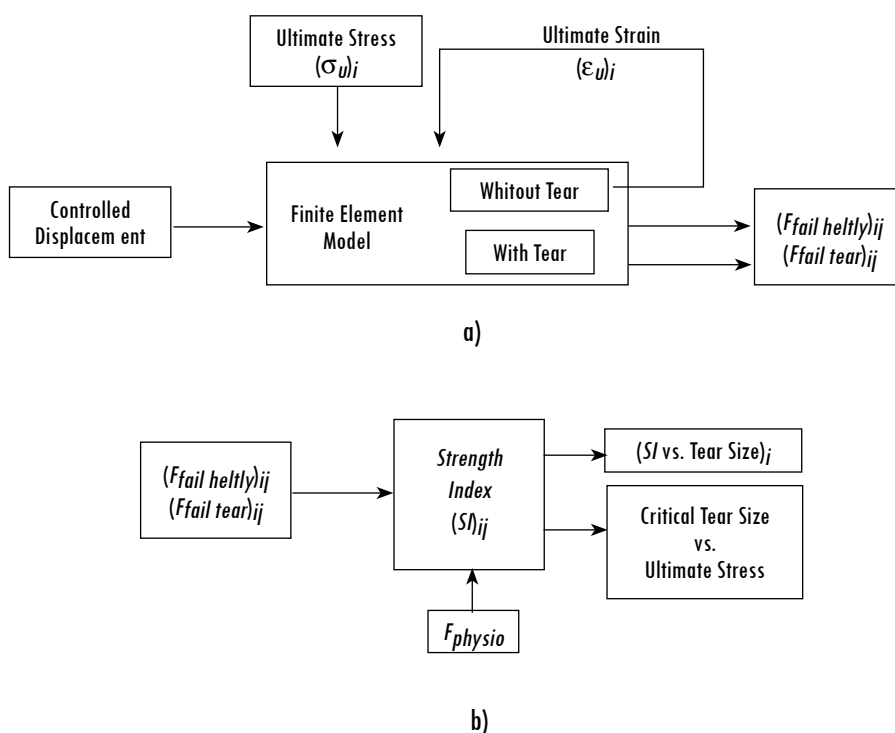 Ultimate Stress
(σu)i
Ultimate Strain
(εu)i
Controlled
Displacem ent
Finite Element
Model
Whitout Tear
With Tear
(Ffail heltly)ij
(Ffail tear)ij
a)
(Ffail heltly)ij
(Ffail tear)ij
Strength
Index
(SI)ij
(SI vs. Tear Size)i
Critical Tear Size
vs.
Ultimate Stress
Fphysio
b)